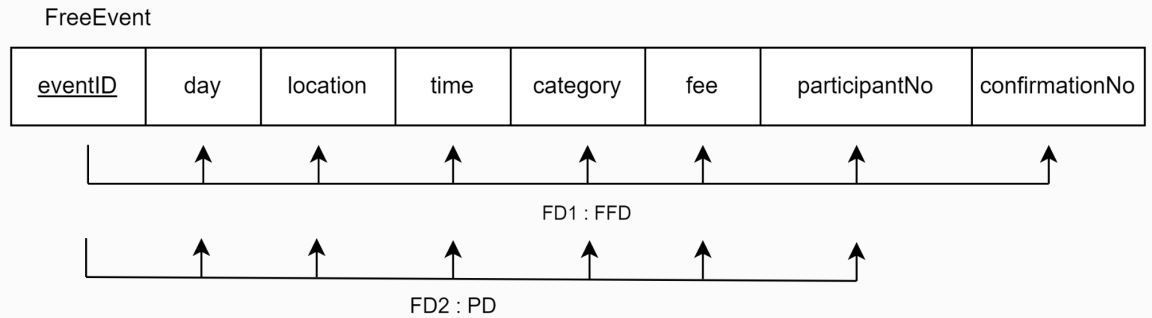 FreeEvent
eventID day location time category fee participantNo confirmationNo
FD1 : FFD
FD2 : PD